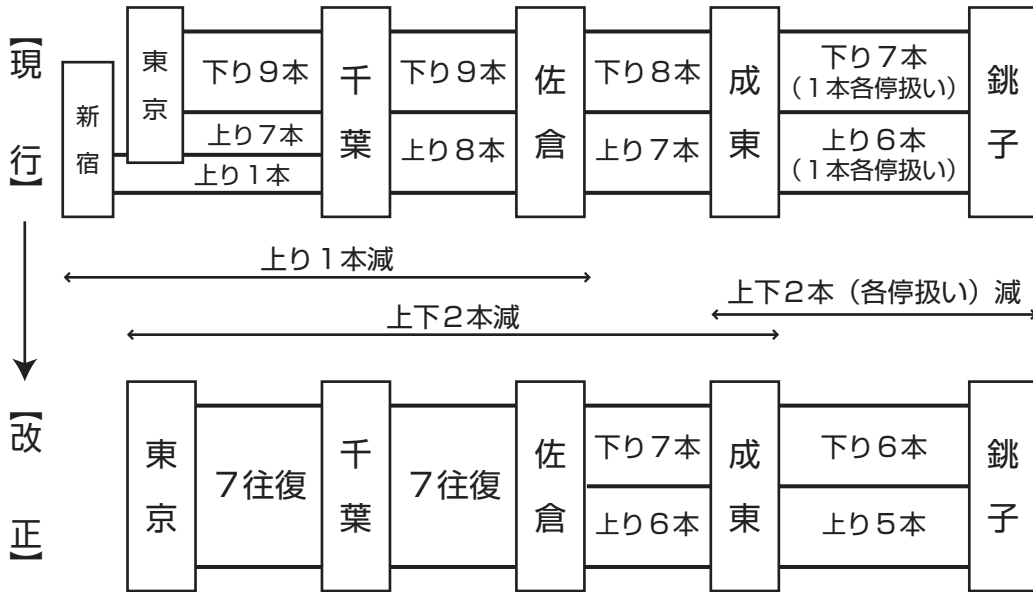 【現行】
新宿
東京
下り９本
上り７本
上り１本
千葉
下り９本
上り８本
佐倉
下り８本
上り７本
成東
下り７本
（１本各停扱い）
上り６本
（１本各停扱い）
銚子
上り１本減
上下２本減
上下２本（各停扱い）減
【改正】
東京
７往復
千葉
７往復
佐倉
下り７本
上り６本
成東
下り６本
上り５本
銚子